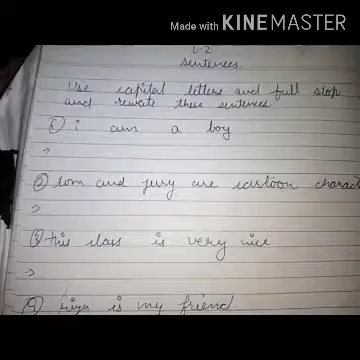 Made with KINEMASTER
L-2
Sentences
Use capital letters and full stop
and rewrite these sentences
① i am a boy
→
② tom and jerry are cartoon charact
→
③ this class is very nice
→
④ is my friend